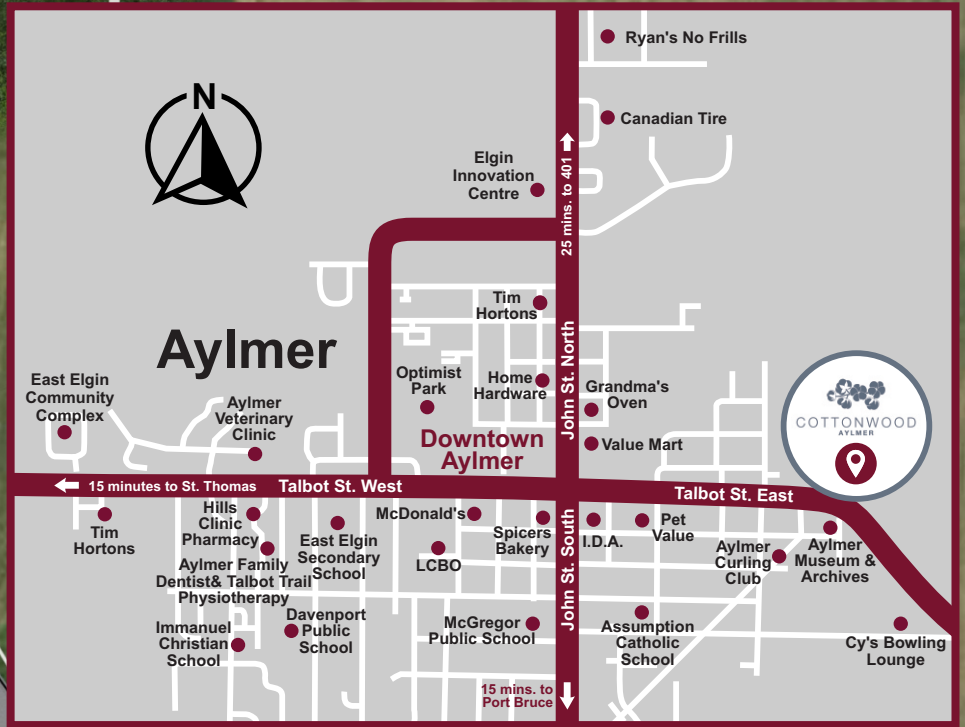 Ryan's No Frills
N
Canadian Tire
Elgin
Innovation
Centre
25 mins. to 401
Tim
Hortons
Aylmer
John St. North
Optimist
Park
Home
Hardware
Grandma's
Oven
East Elgin
Community
Complex
Aylmer
Veterinary
Clinic
COTTONWOOD
AYLMER
Downtown
Aylmer
Value Mart
15 minutes to St. Thomas
Talbot St. West
Talbot St. East
Tim
Hortons
Hills
Clinic
Pharmacy
East Elgin
Secondary
School
McDonald's
LCBO
Spicers
Bakery
I.D.A.
Pet
Value
Aylmer
Curling
Club
Aylmer
Museum &
Archives
Aylmer Family
Dentist& Talbot Trail
Physiotherapy
John St. South
Immanuel
Christian
School
Davenport
Public
School
McGregor
Public School
Assumption
Catholic
School
Cy's Bowling
Lounge
15 mins. to
Port Bruce